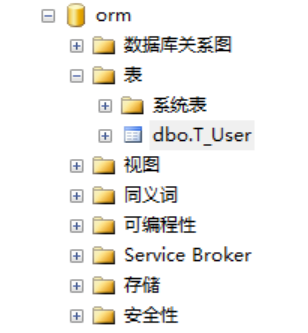 orm
数据库关系图
表
系统表
dbo.T_User
视图
同义词
可编程性
Service Broker
存储
安全性